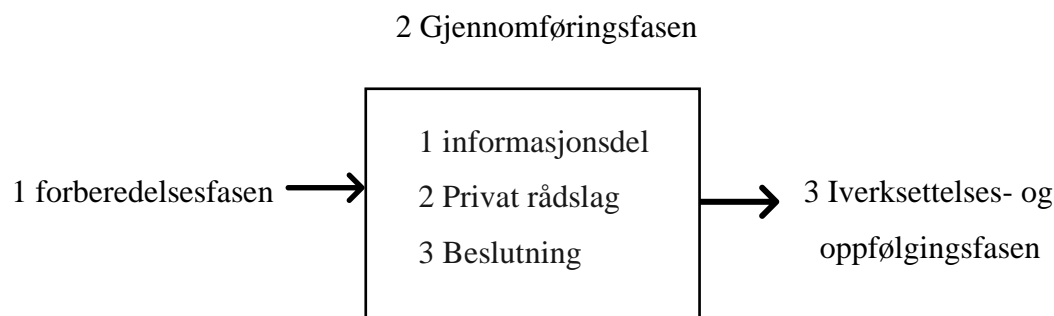 2 Gjennomføringsfasen
1 informasjonsdel
2 Privat rådslag
3 Beslutning
1 forberedelsesfasen
3 Iverksettelses- og
oppfølgingsfasen